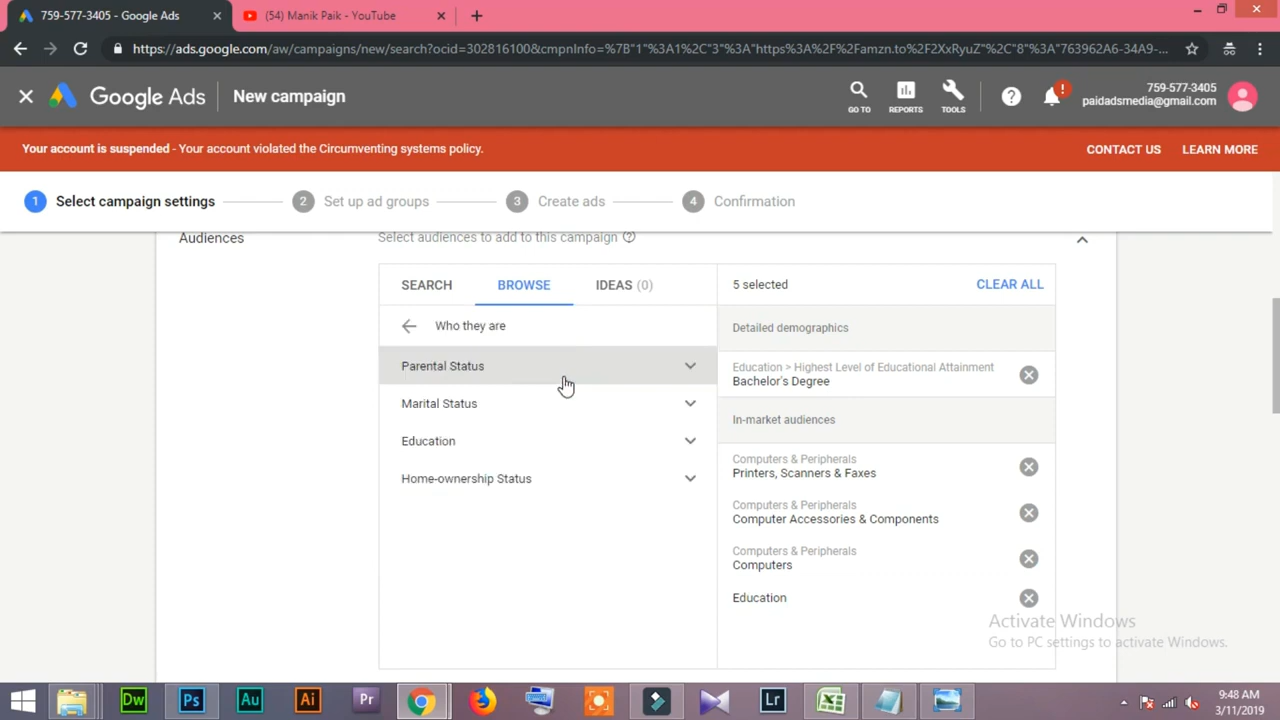 759-577-3405 - Google Ads
(54) Manik Paik - YouTube
https://ads.google.com/aw/campaigns/new/search?ocid=302816100&cmpnInfo=%7B"1"%3A1%2C"3"%3A"https%3A%2F%2Famzn.to%2F2XxRyuZ"%2C"8"%3A"763962A6-34A9-...
Google Ads
New campaign
GO TO
REPORTS
TOOLS
!
759-577-3405
paidadsmedia@gmail.com
Your account is suspended - Your account violated the Circumventing systems policy.
CONTACT US
LEARN MORE
1 Select campaign settings
2 Set up ad groups
3 Create ads
4 Confirmation
Audiences
Select audiences to add to this campaign
SEARCH
BROWSE
IDEAS (0)
5 selected
CLEAR ALL
Who they are
Parental Status
Marital Status
Education
Home-ownership Status
Detailed demographics
Education > Highest Level of Educational Attainment
Bachelor's Degree
In-market audiences
Computers & Peripherals
Printers, Scanners & Faxes
Computers & Peripherals
Computer Accessories & Components
Computers & Peripherals
Computers
Education
Activate Windows
Go to PC settings to activate Windows.
Dw
Ps
Au
Ai
Pr
Lr
9:48 AM
3/11/2019